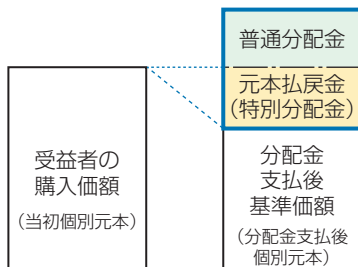 普通分配金
元本払戻金
(特別分配金)
受益者の
購入価額
(当初個別元本)
分配金
支払後
基準価額
(分配金支払後
個別元本)